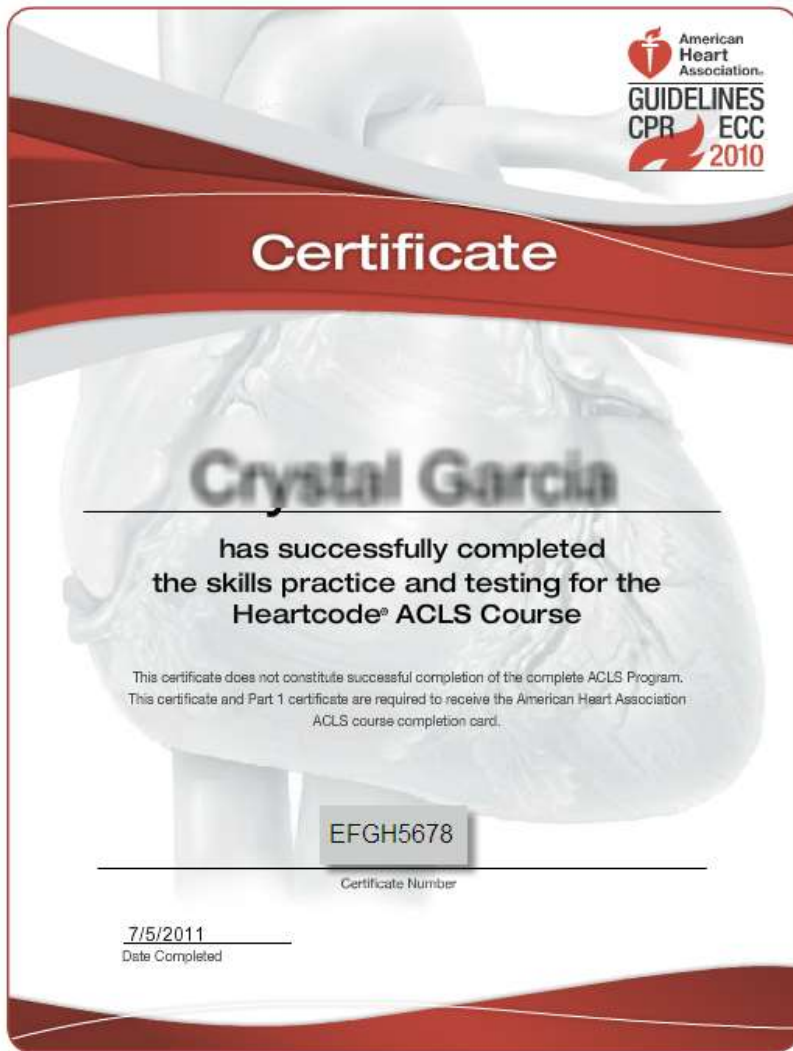 American
Heart
Association®
GUIDELINES
CPR ECC
2010
Certificate
Crystal Garcia
has successfully completed
the skills practice and testing for the
Heartcode® ACLS Course
This certificate does not constitute successful completion of the complete ACLS Program.
This certificate and Part 1 certificate are required to receive the American Heart Association
ACLS course completion card.
EFGH5678
Certificate Number
7/5/2011
Date Completed